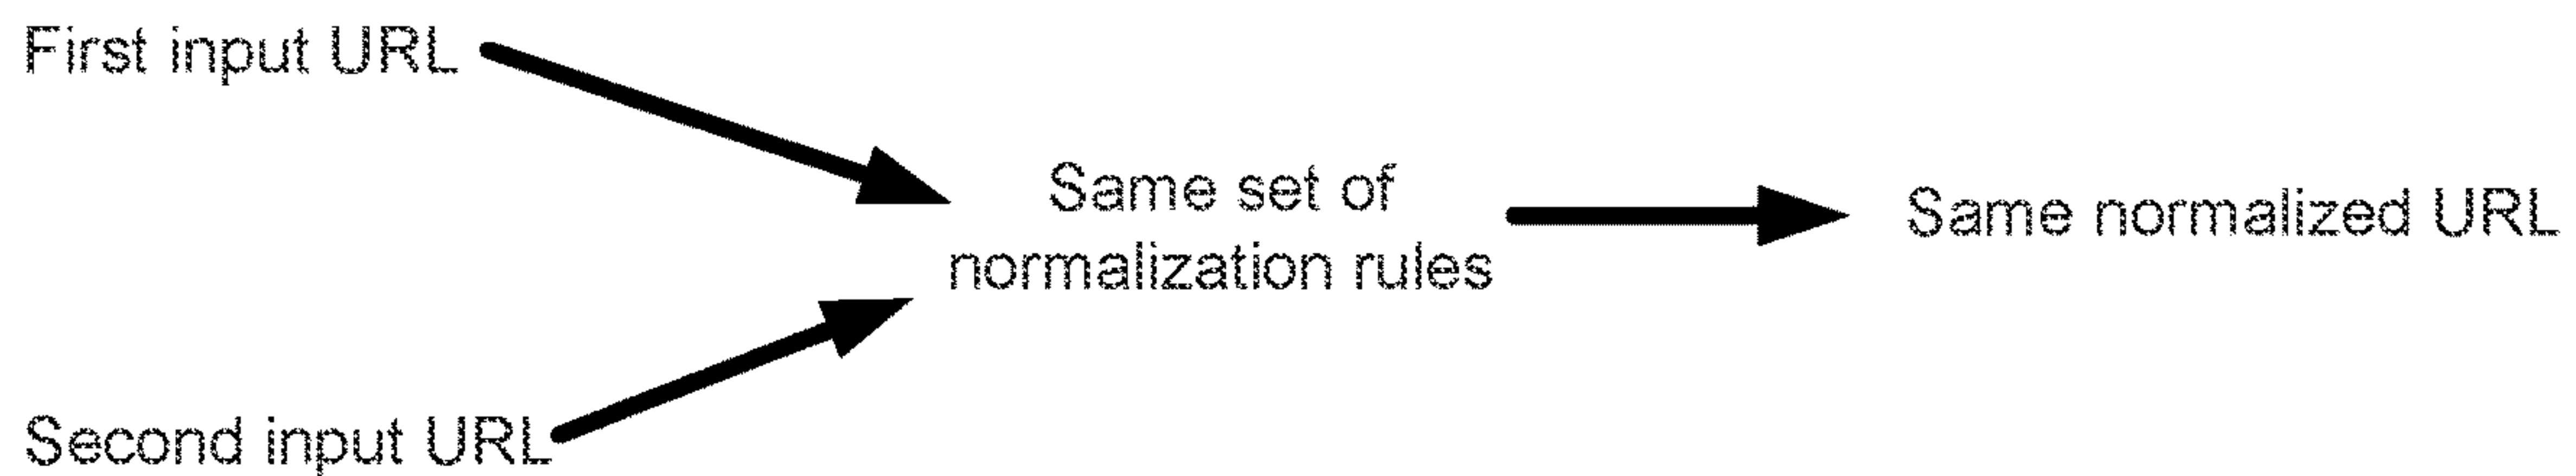 First input URL
Same set of
normalization rules
Same normalized URL
Second input URL